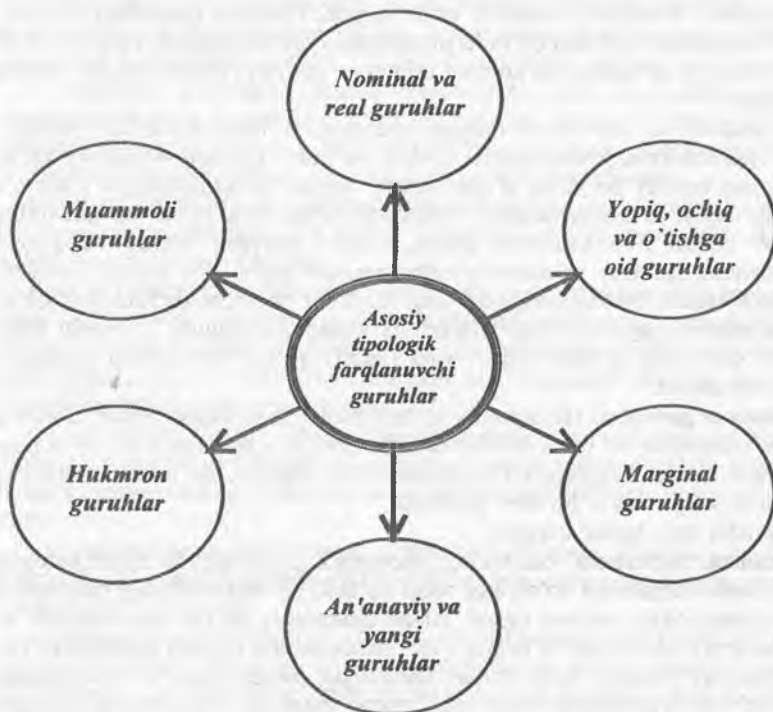 Nominal va
real guruhlar
Muammoli
guruhlar
Yopiq, ochiq
va o`tishga
oid guruhlar
Asosiy
tipologik
farqlanuvchi
guruhlar
Hukmron
guruhlar
Marginal
guruhlar
An'anaviy va
yangi
guruhlar